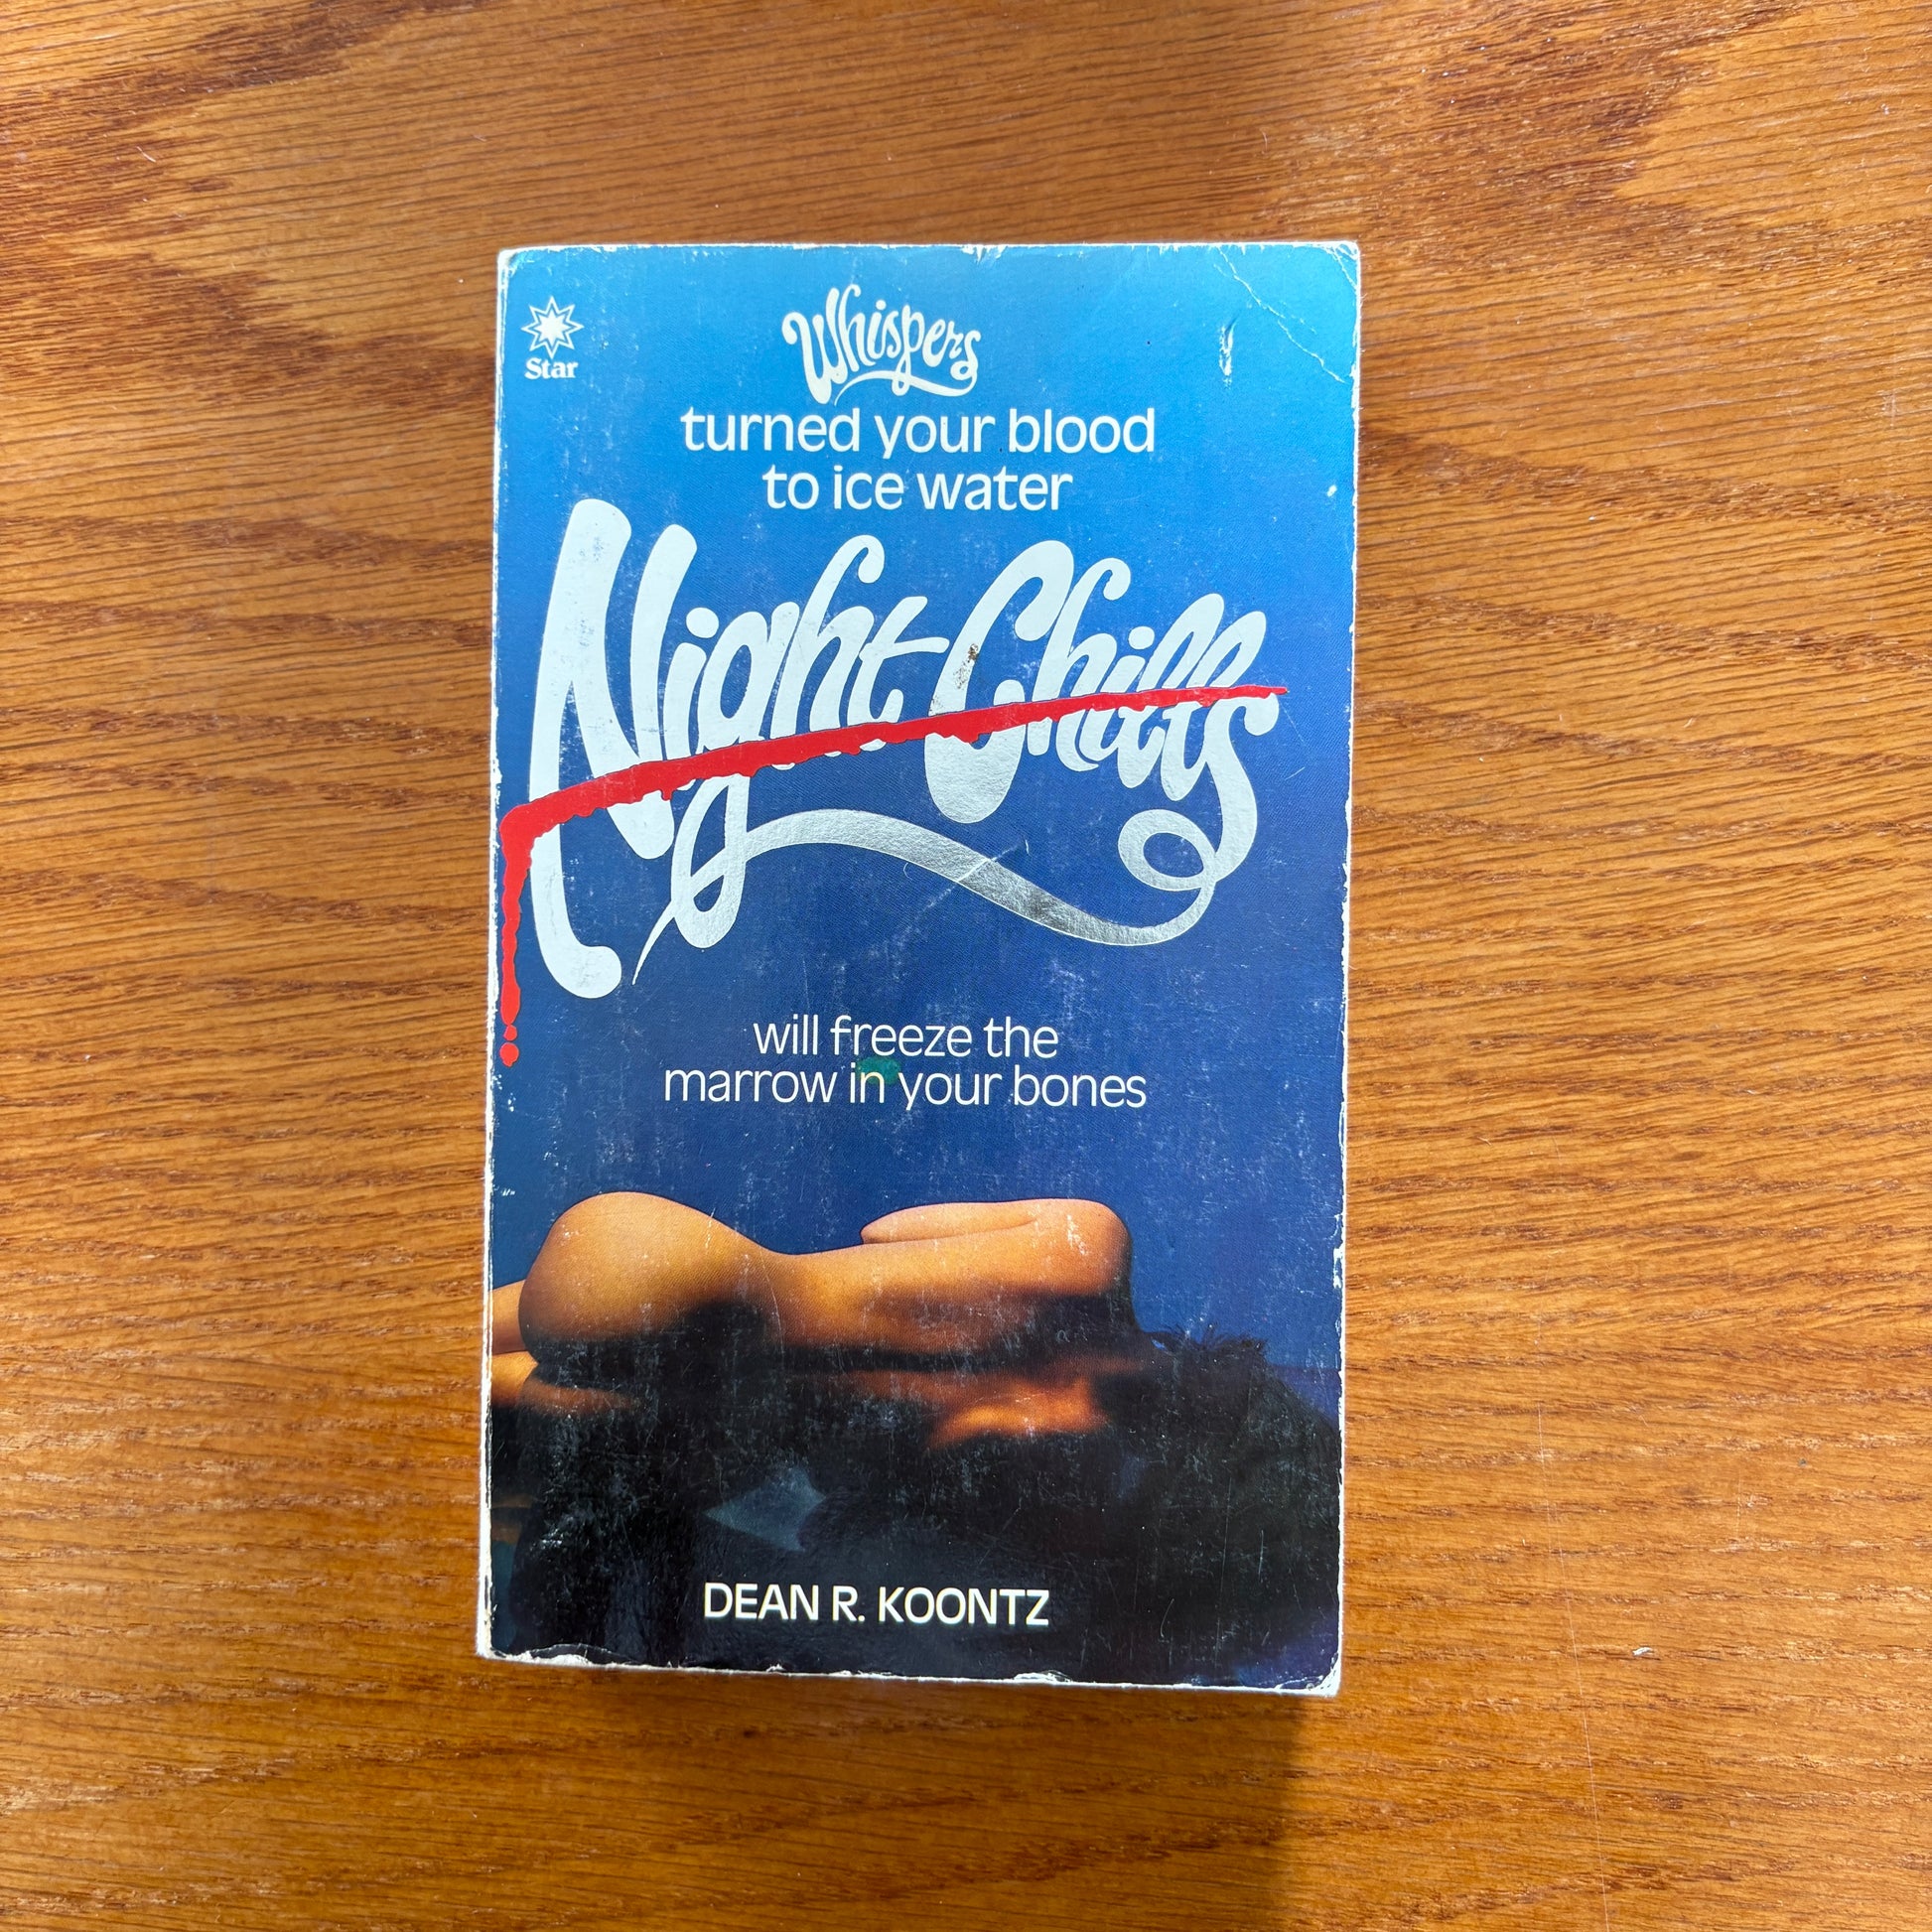 Star
Whispers
turned your blood
to ice water
Night Chills
will freeze the
marrow in your bones
DEAN R. KOONTZ